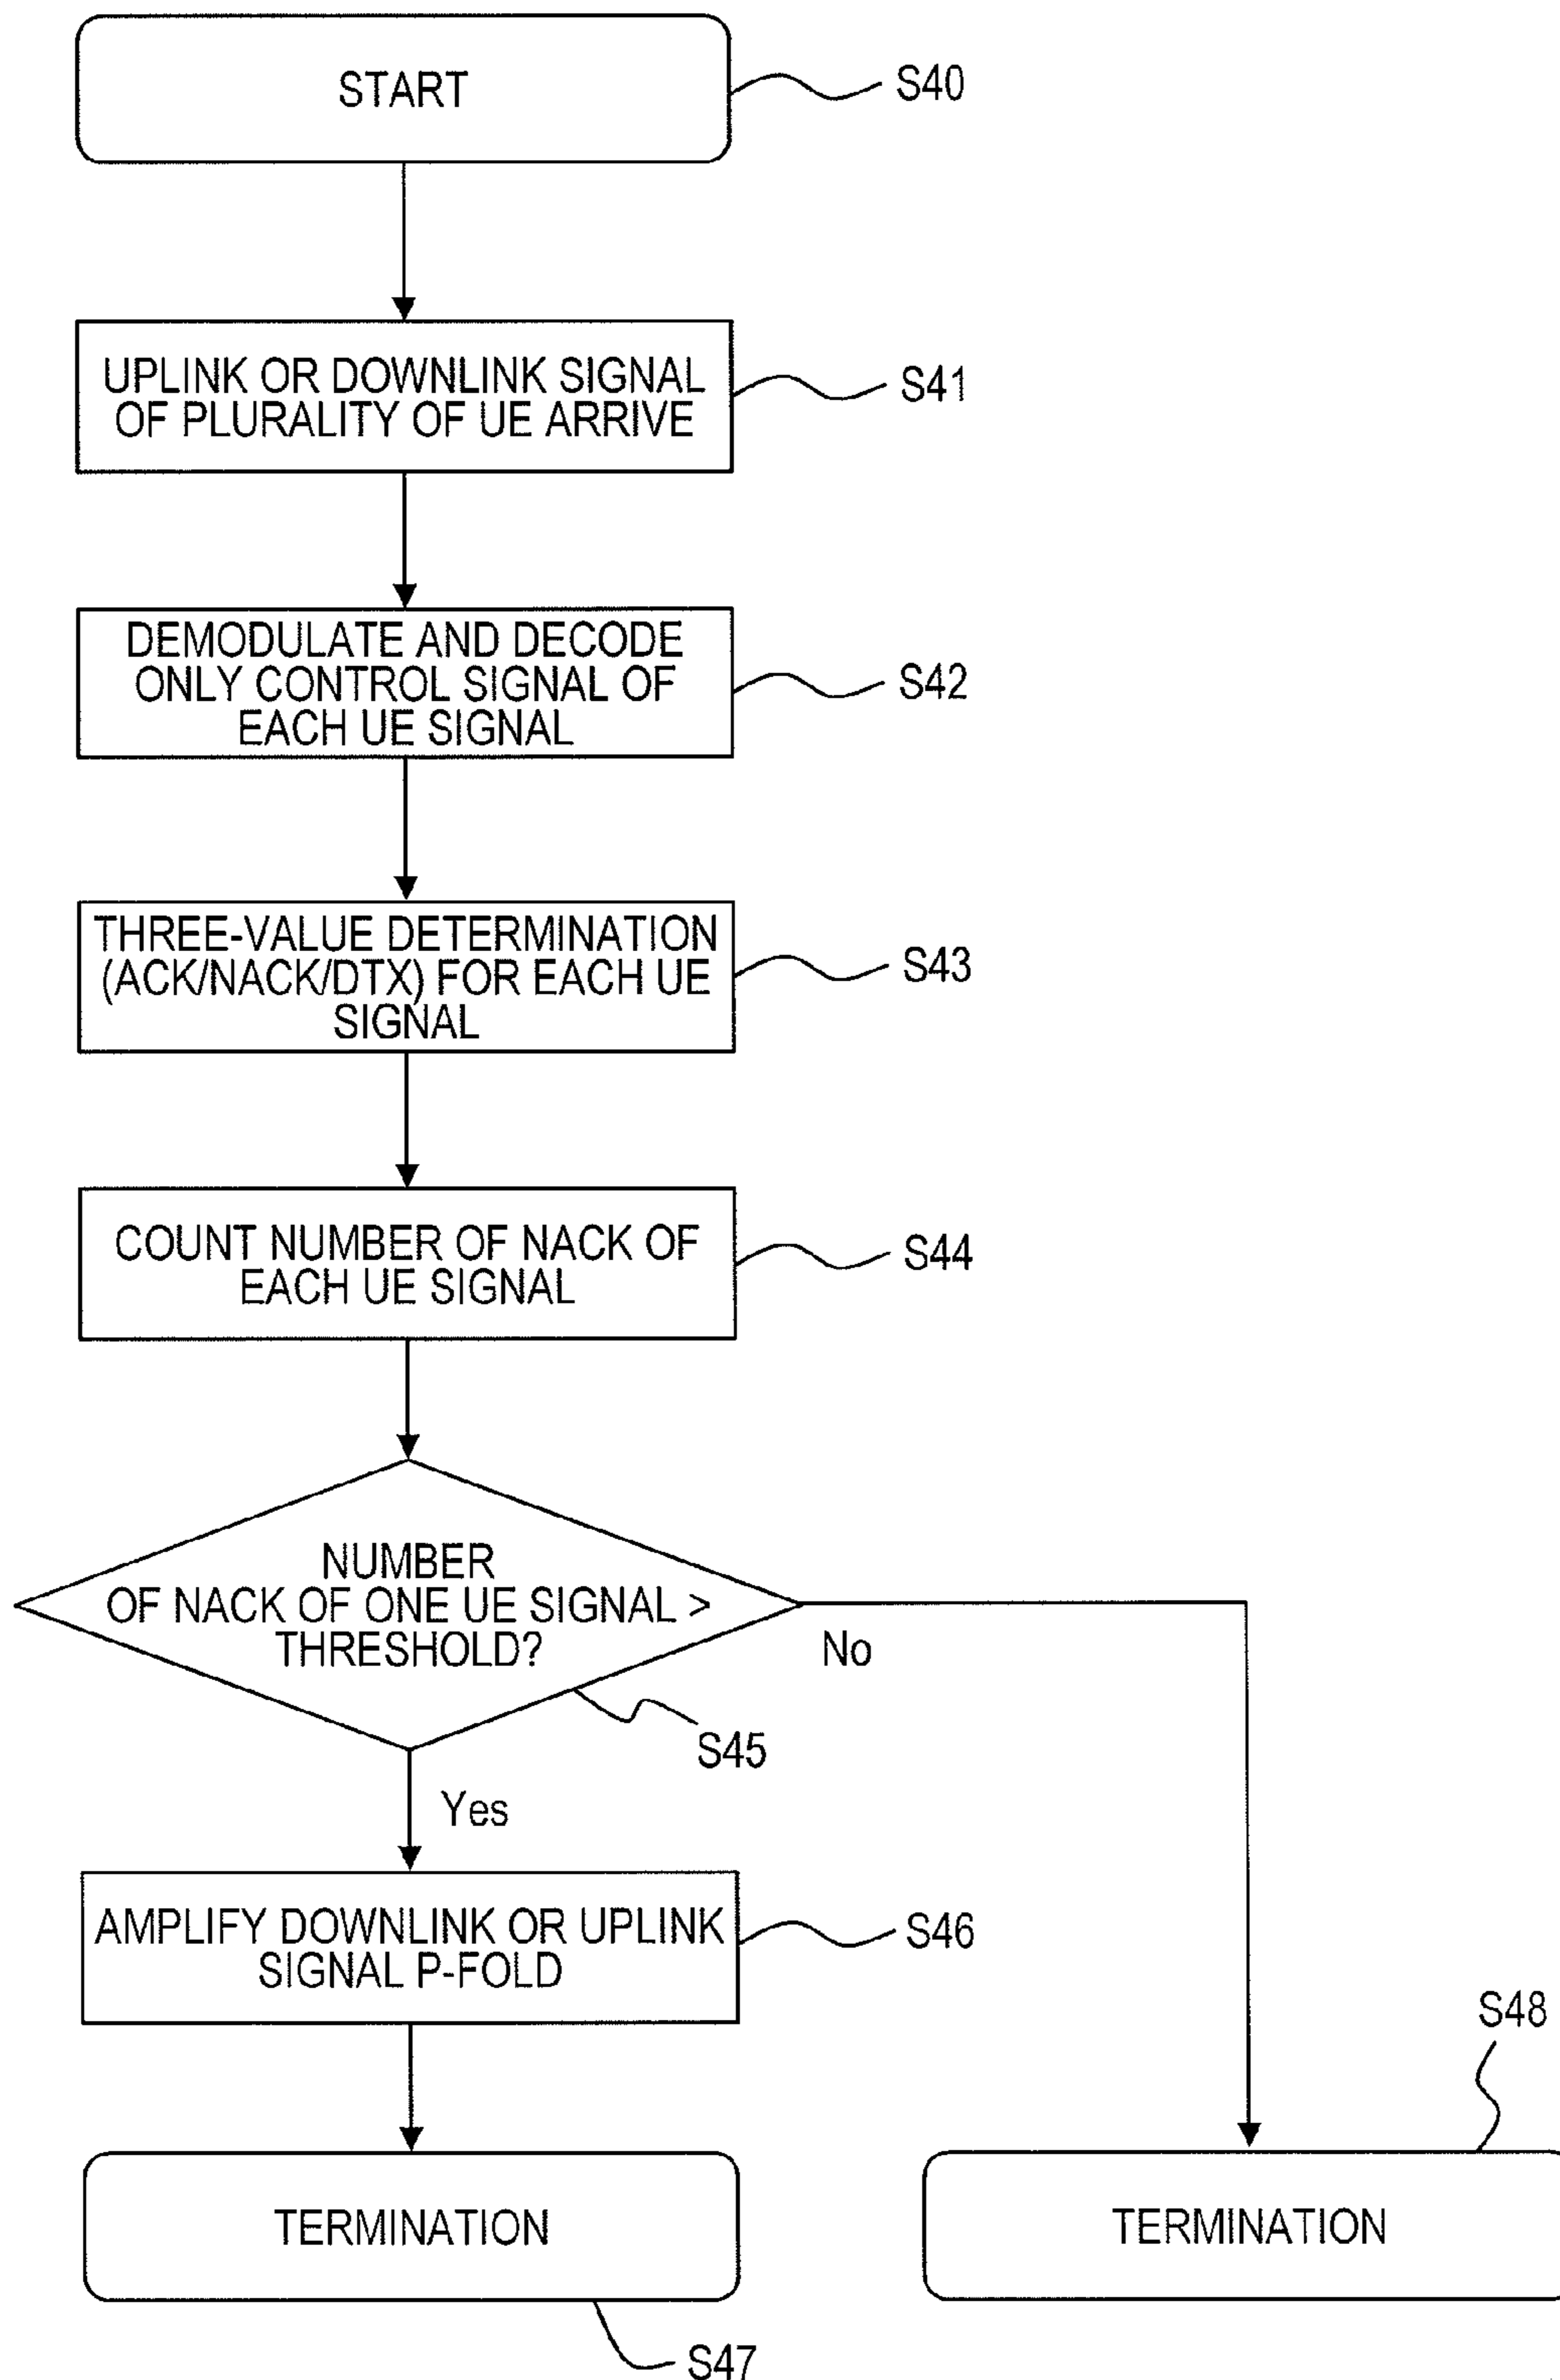 START
S40
UPLINK OR DOWNLINK SIGNAL
OF PLURALITY OF UE ARRIVE
S41
DEMODULATE AND DECODE
ONLY CONTROL SIGNAL OF
EACH UE SIGNAL
S42
THREE-VALUE DETERMINATION
(ACK/NACK/DTX) FOR EACH UE
SIGNAL
S43
COUNT NUMBER OF NACK OF
EACH UE SIGNAL
S44
NUMBER
OF NACK OF ONE UE SIGNAL >
THRESHOLD?
No
S45
Yes
AMPLIFY DOWNLINK OR UPLINK
SIGNAL P-FOLD
S46
S48
TERMINATION
TERMINATION
S47